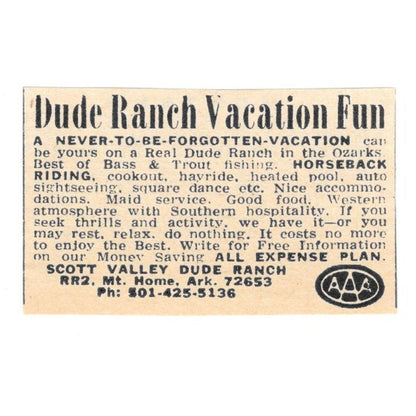 Dude Ranch Vacation Fun
A NEVER-TO-BE-FORGOTTEN-VACATION can
be yours on a Real Dude Ranch in the Ozarks.
Best of Bass & Trout fishing. HORSEBACK
RIDING, cookout, hayride, heated pool, auto
sightseeing, square dance etc. Nice accommo-
dations. Maid service. Good food. Western
atmosphere with Southern hospitality. If you
seek thrills and activity, we have it—or you
may rest, relax. do nothing. It costs no more
to enjoy the Best. Write for Free Information
on our Money Saving ALL EXPENSE PLAN.
SCOTT VALLEY DUDE RANCH
RR2, Mt. Home, Ark. 72653
Ph: 501-425-5136
AAA